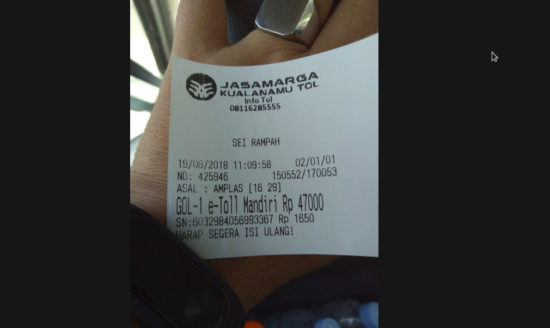 JASAMARGA
KUALANAMU TOL
Info Tol
08116285555
SEI RAMPAH
19/06/2018 11:09:58 02/01/01
NO: 425946 150552/170053
ASAL : AMPLAS [16 29]
GOL-1 e-Toll Mandiri Rp 47000
SN:6032984056993367 Rp 1650
HARAP SEGERA ISI ULANG!